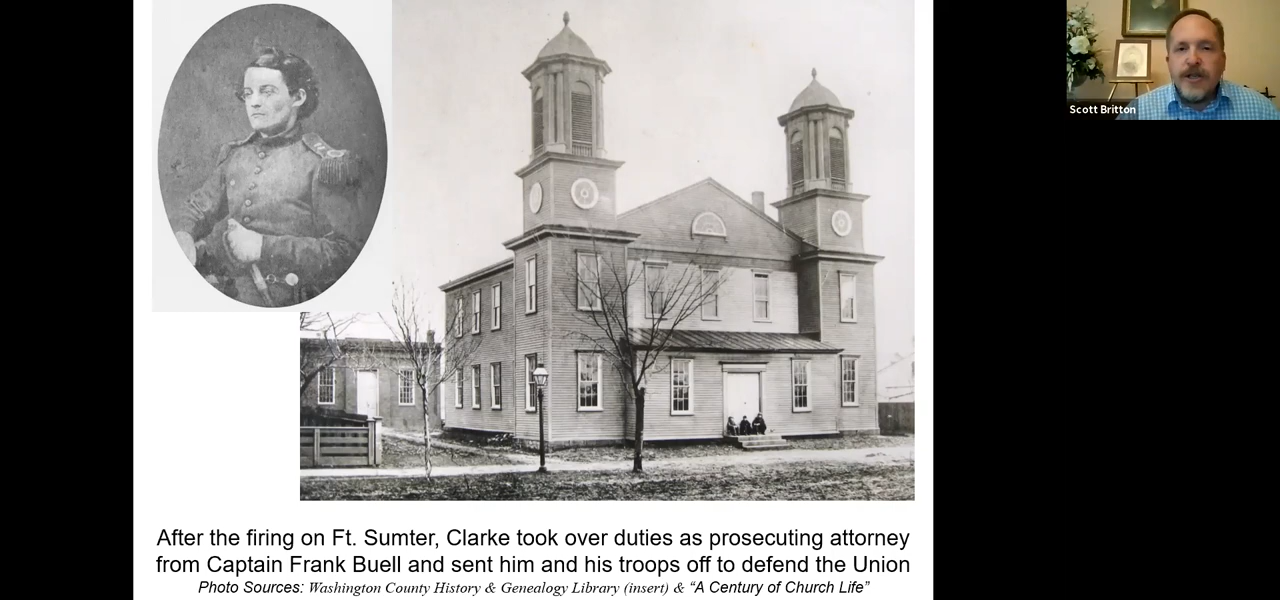 Scott Britton
After the firing on Ft. Sumter, Clarke took over duties as prosecuting attorney
from Captain Frank Buell and sent him and his troops off to defend the Union
Photo Sources: Washington County History & Genealogy Library (insert) & “A Century of Church Life”